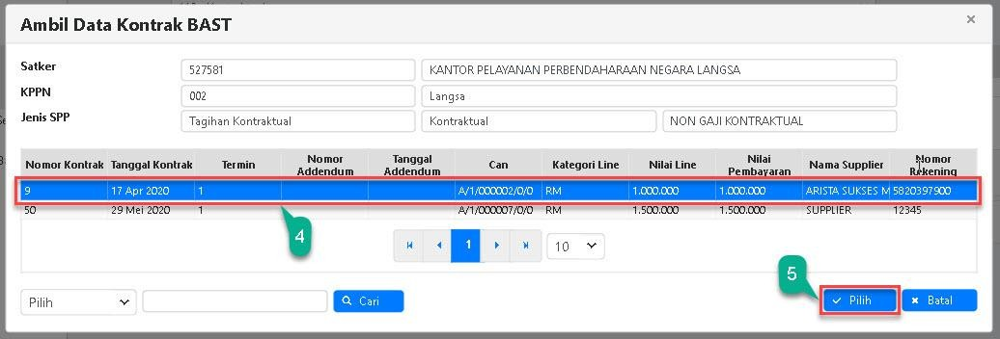 Ambil Data Kontrak BAST ×
Satker 527581 KANTOR PELAYANAN PERBENDAHARAAN NEGARA LANGSA
KPPN 002 Langsa
Jenis SPP Tagihan Kontraktual Kontraktual NON GAJI KONTRAKTUAL
Nomor Kontrak Tanggal Kontrak Termin Nomor Addendum Tanggal Addendum Can Kategori Line Nilai Line Nilai Pembayaran Nama Supplier Nomor Rekening
9 17 Apr 2020 1 A/1/000002/0/0 RM 1.000.000 1.000.000 ARISTA SUKSES M 5820397900
50 29 Mei 2020 1 A/1/000007/0/0 RM 1.500.000 1.500.000 SUPPLIER 12345
4
1 10
5
Pilih Cari Pilih Batal